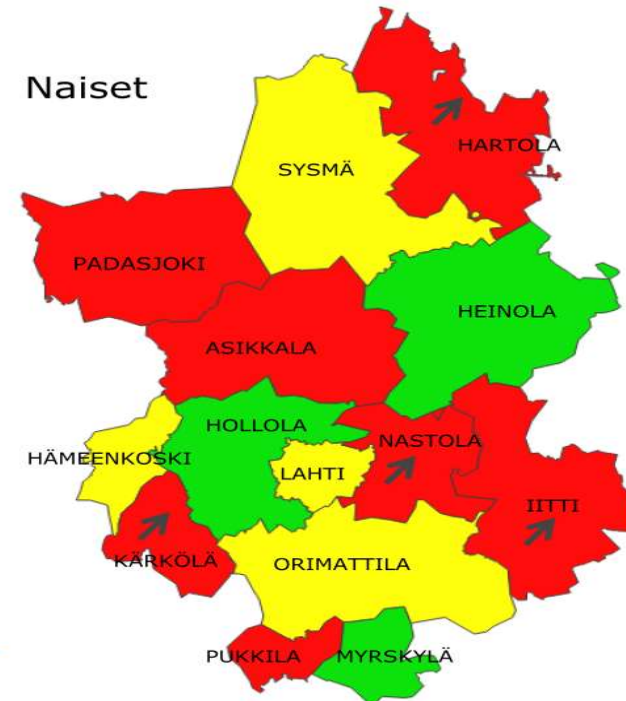 Naiset
HARTOLA
SYSMÄ
PADASJOKI
HEINOLA
ASIKKALA
HOLLOLA
NASTOLA
HÄMEENKOSKI
LAHTI
IITTI
KÄRKÖLÄ
ORIMATTILA
PUKKILA
MYRSKYLÄ